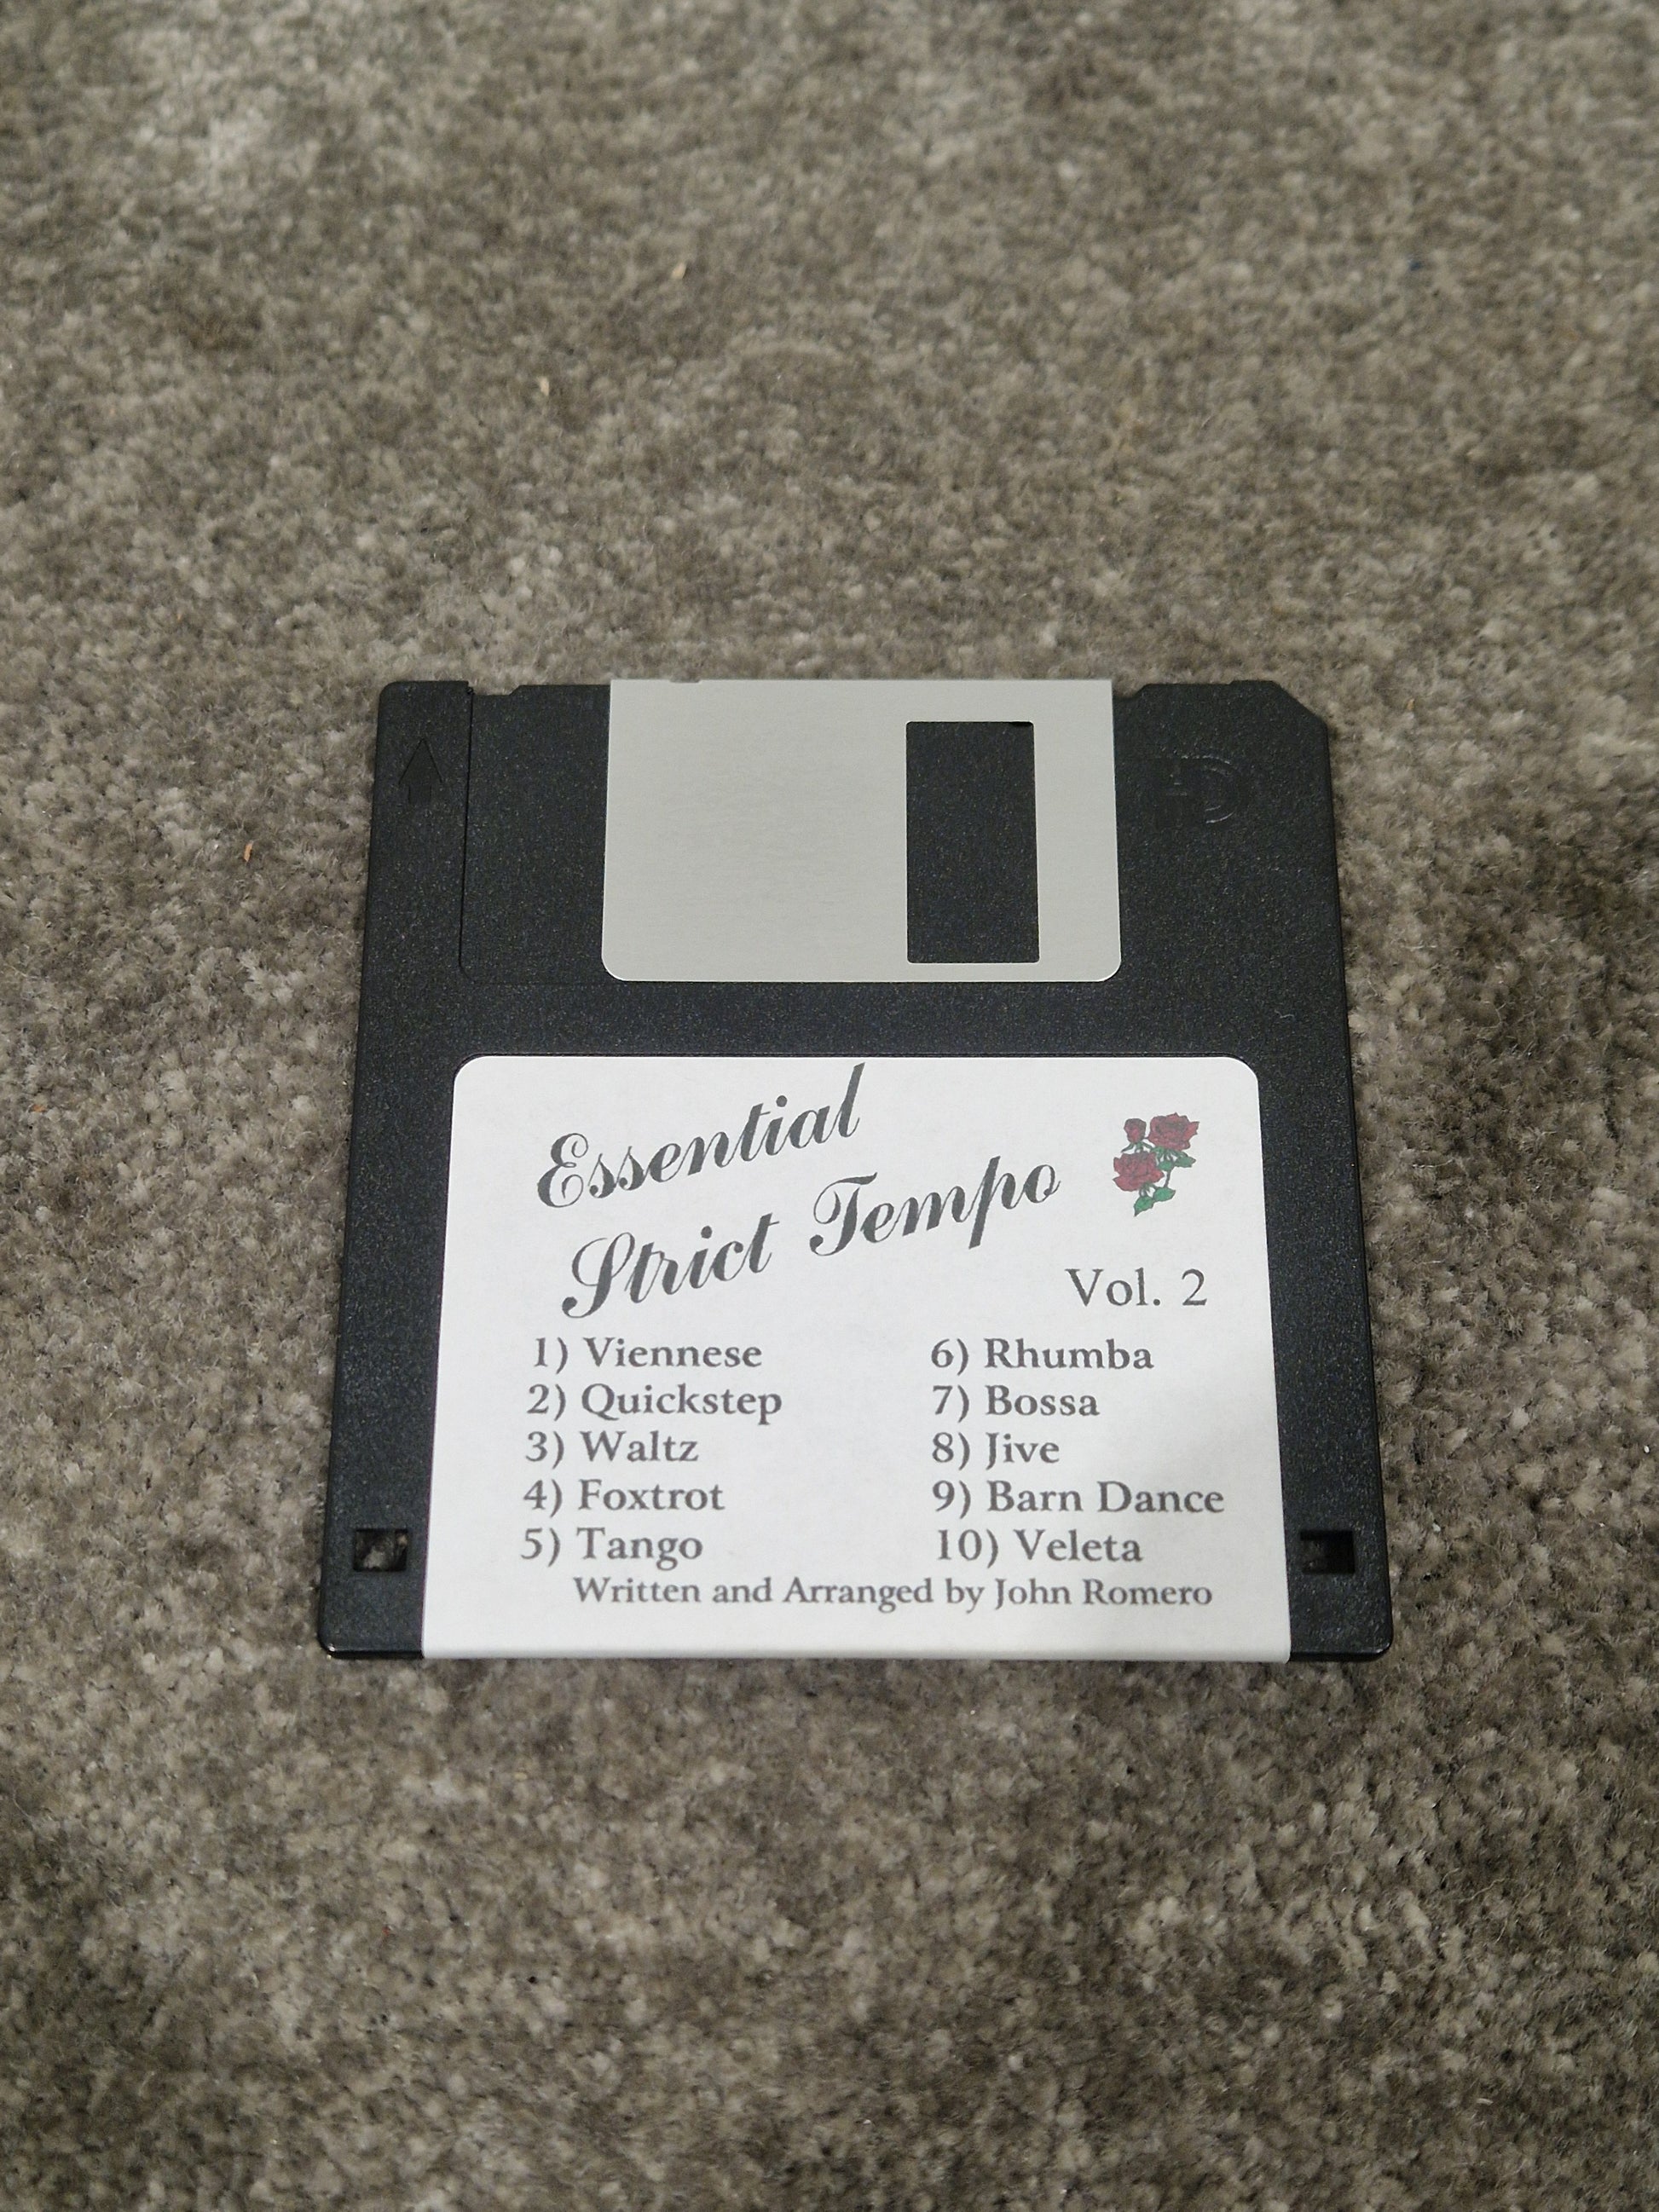 HD
Essential
Strict Tempo
Vol. 2
1) Viennese
2) Quickstep
3) Waltz
4) Foxtrot
5) Tango
6) Rhumba
7) Bossa
8) Jive
9) Barn Dance
10) Veleta
Written and Arranged by John Romero